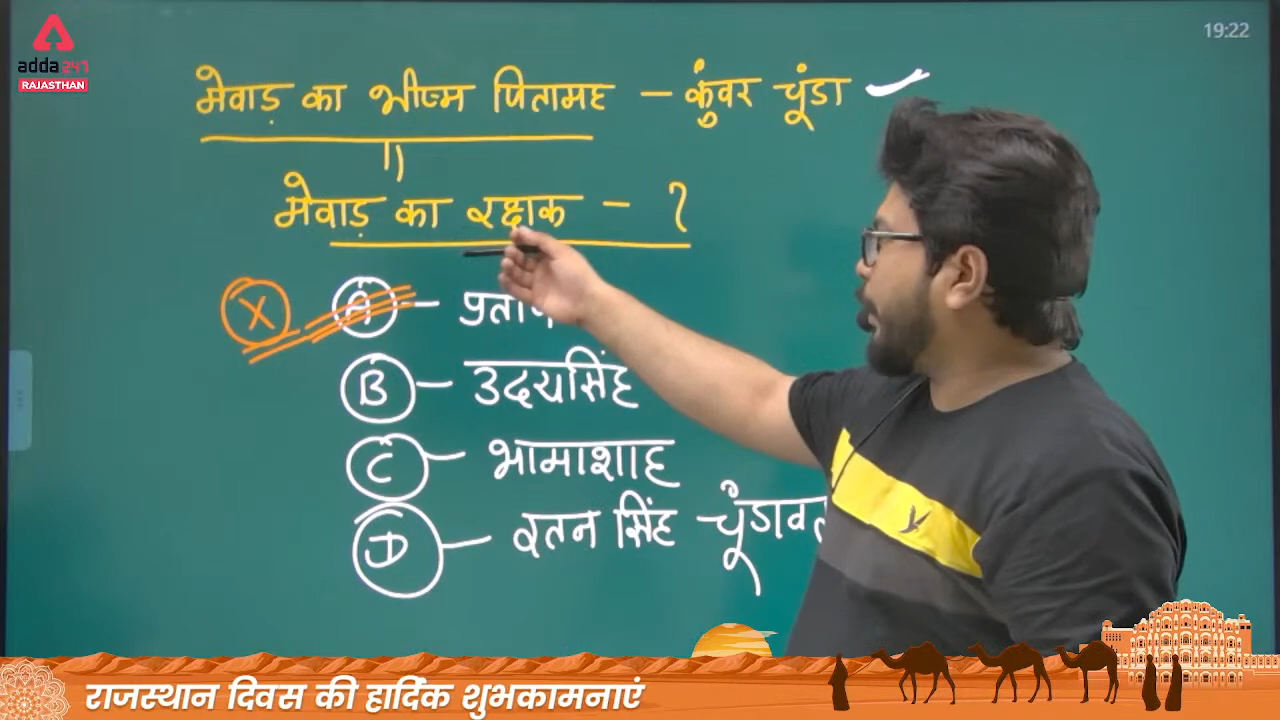 adda247
RAJASTHAN
19:22
मेवाड़ का भीष्म पितामह - कुंवर चूंडा
मेवाड़ का रक्षक - ?
X A -
B - उदयसिंह
C - भामाशाह
D - रतन सिंह
राजस्थान दिवस की हार्दिक शुभकामनाएं